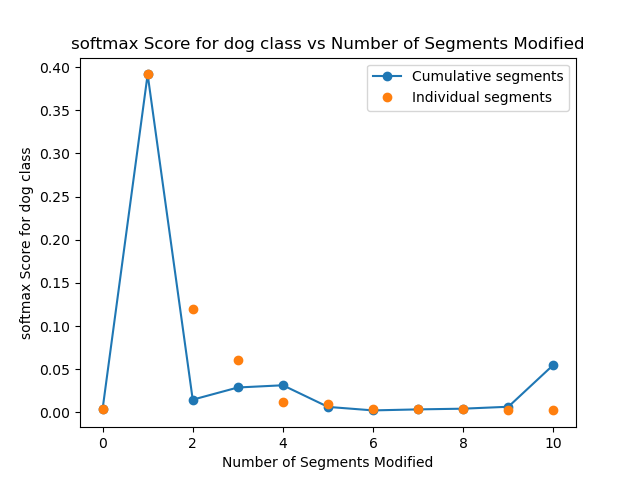 softmax Score for dog class vs Number of Segments Modified
Cumulative segments
Individual segments
softmax Score for dog class
0.40
0.35
0.30
0.25
0.20
0.15
0.10
0.05
0.00
0 2 4 6 8 10
Number of Segments Modified